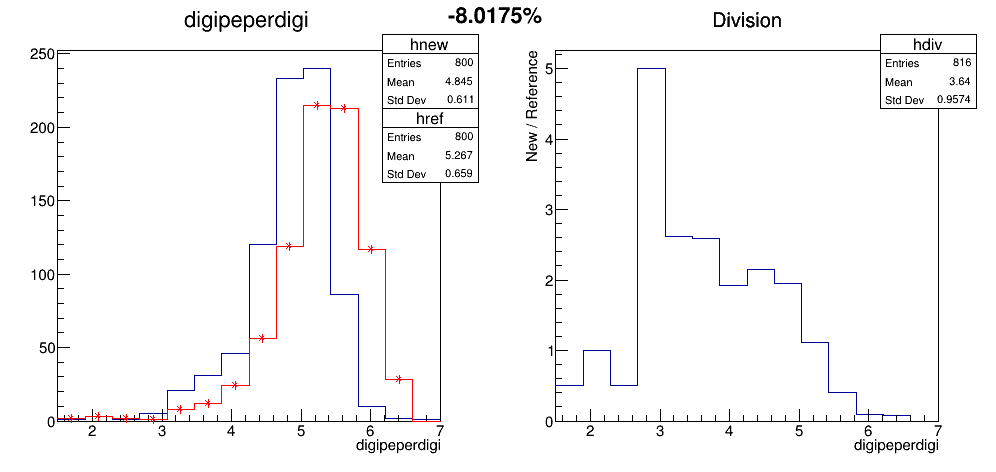 -8.0175%
digipeperdigi
hnew
Entries 800
Mean 4.845
Std Dev 0.611
href
Entries 800
Mean 5.267
Std Dev 0.659
250
200
150
100
50
0
2 3 4 5 6 7
digipeperdigi
Division
hdiv
Entries 816
Mean 3.64
Std Dev 0.9574
New / Reference
5
4
3
2
1
0
2 3 4 5 6 7
digipeperdigi